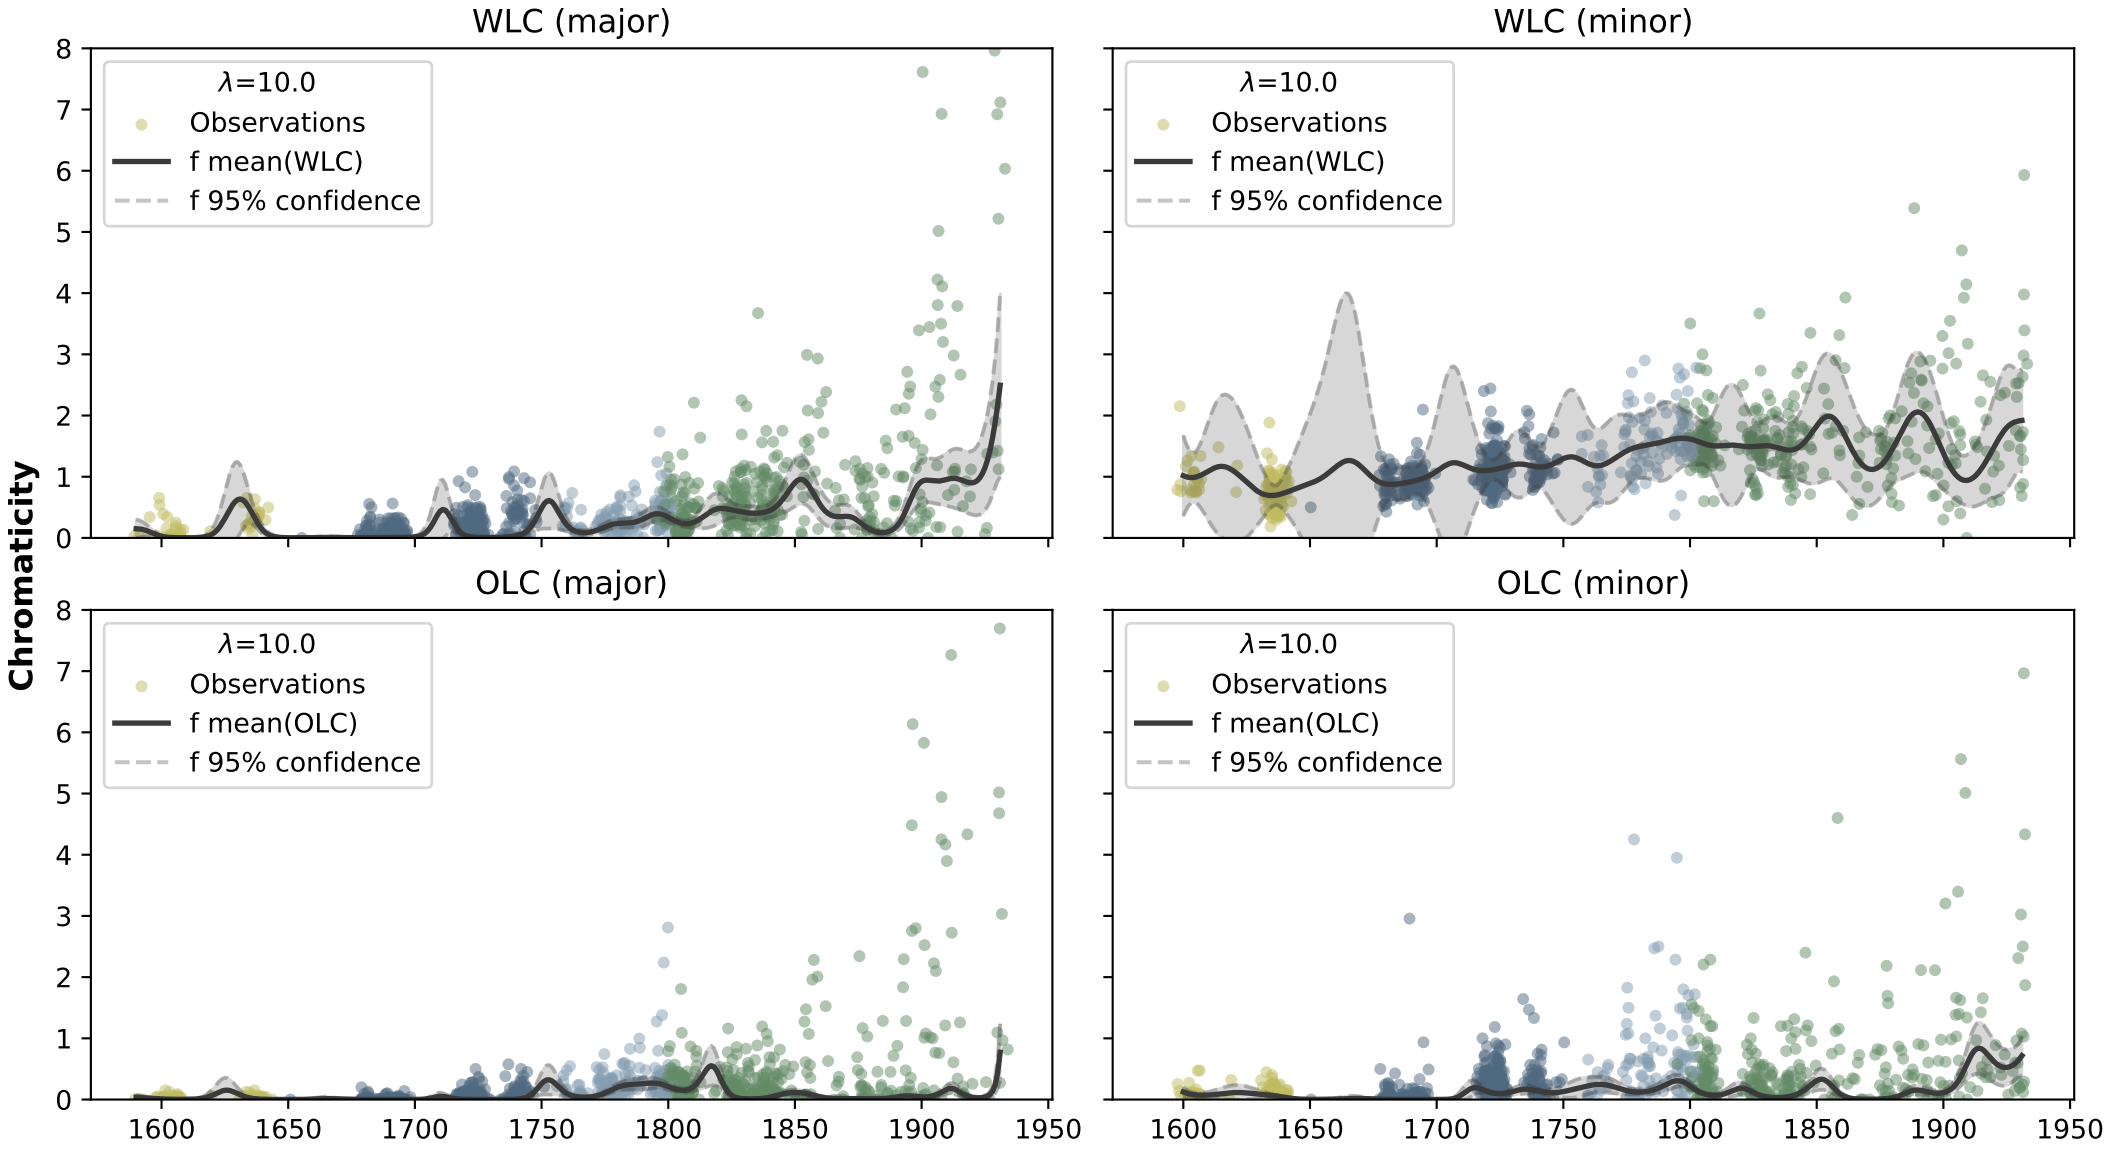 WLC (major)
8
7
6
5
4
3
2
1
0
λ=10.0
Observations
f mean(WLC)
f 95% confidence
WLC (minor)
λ=10.0
Observations
f mean(WLC)
f 95% confidence
Chromaticity
OLC (major)
8
7
6
5
4
3
2
1
0
λ=10.0
Observations
f mean(OLC)
f 95% confidence
1600 1650 1700 1750 1800 1850 1900 1950
OLC (minor)
λ=10.0
Observations
f mean(OLC)
f 95% confidence
1600 1650 1700 1750 1800 1850 1900 1950